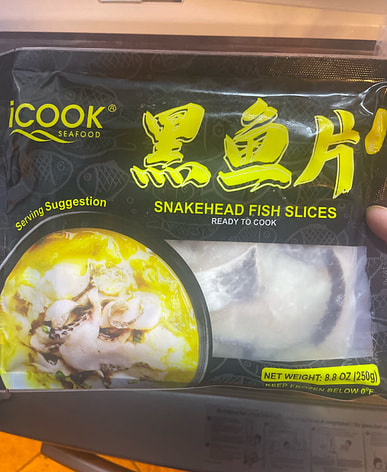 iCOOK®
SEAFOOD
黑鱼片
SNAKEHEAD FISH SLICES
READY TO COOK
Serving Suggestion
NET WEIGHT: 8.8 OZ (250g)
KEEP FROZEN BELOW 0°F